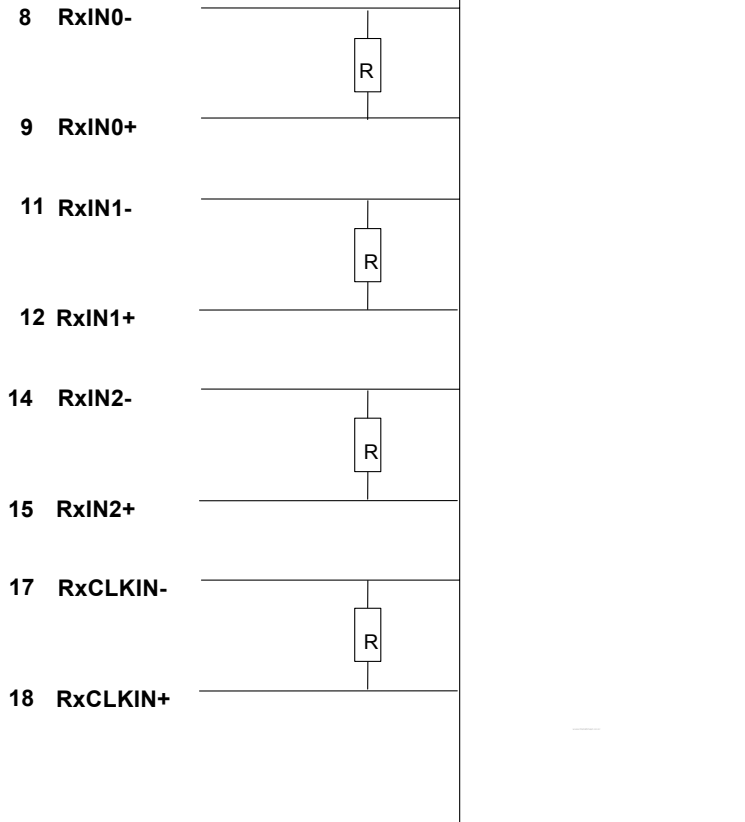 8 RxIN0-
R
9 RxIN0+
11 RxIN1-
R
12 RxIN1+
14 RxIN2-
R
15 RxIN2+
17 RxCLKIN-
R
18 RxCLKIN+